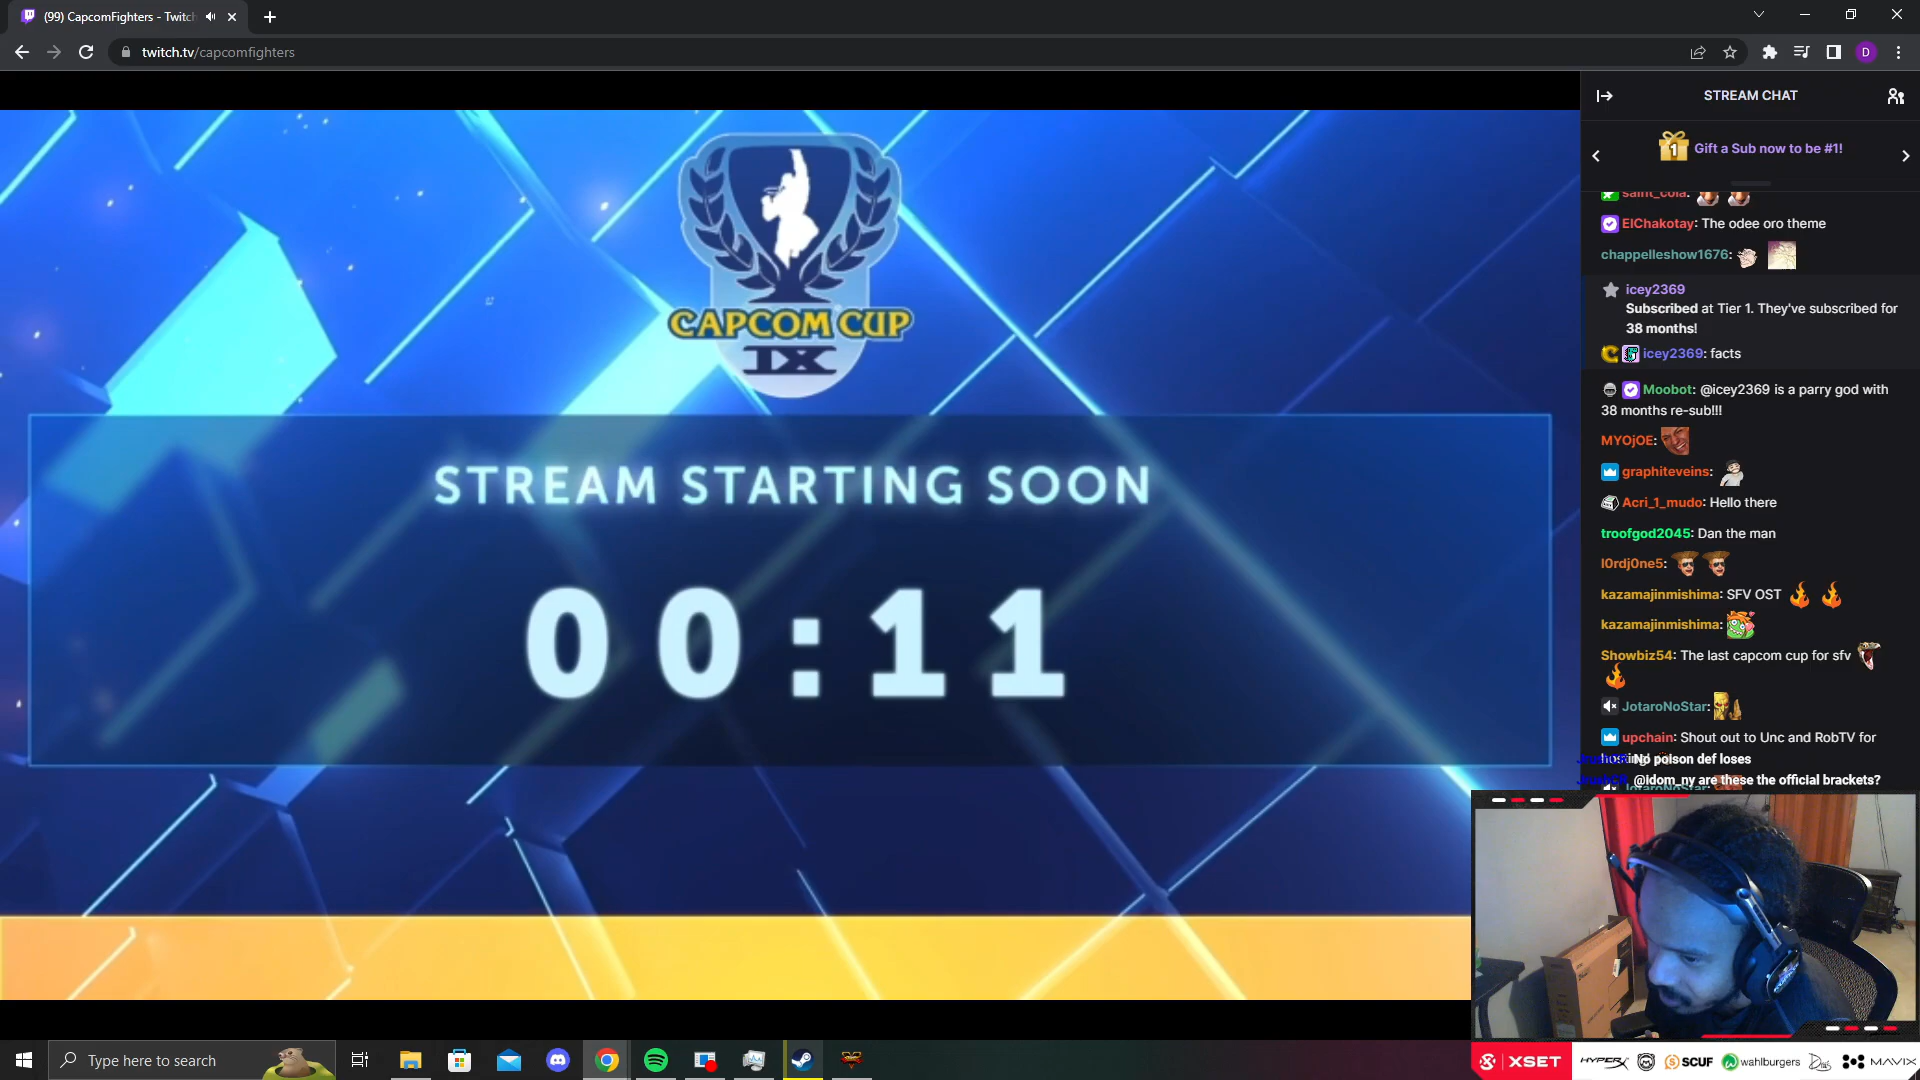 (99) CapcomFighters - Twitch
twitch.tv/capcomfighters
D
CAPCOM CUP
IX
STREAM STARTING SOON
00:11
STREAM CHAT
1
Gift a Sub now to be #1!
saint_cola:
ElChakotay: The odee oro theme
chappelleshow1676:
icey2369
Subscribed at Tier 1. They've subscribed for
38 months!
icey2369: facts
Moobot: @icey2369 is a parry god with
38 months re-sub!!!
MYOjOE:
graphiteveins:
Acri_1_mudo: Hello there
troofgod2045: Dan the man
l0rdj0ne5:
kazamajinmishima: SFV OST
kazamajinmishima:
Showbiz54: The last capcom cup for sfv
JotaroNoStar:
upchain: Shout out to Unc and RobTV for
No poison def loses
@idom_ny are these the official brackets?
JotaroNoStar:
Type here to search
XSET
HYPERX
SCUF
wahlburgers
MAVIX